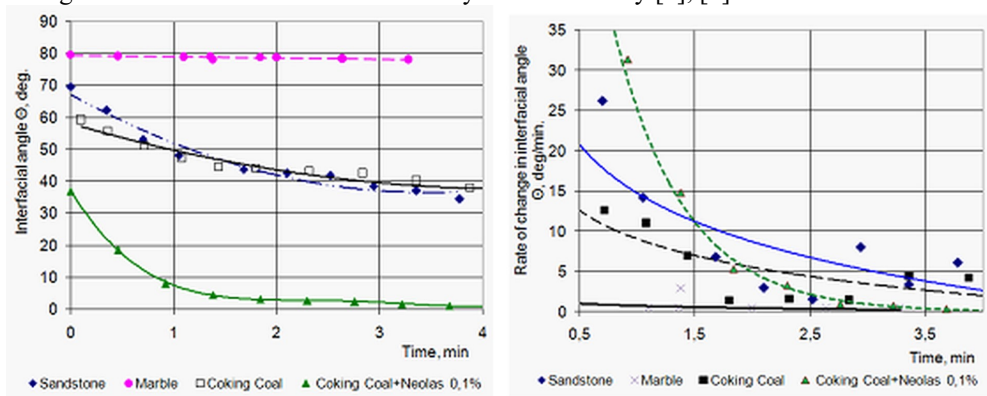 90
80
70
60
50
40
30
20
10
0
Interfacial angle Θ, deg.
0 1 2 3 4
Time, min
Sandstone Marble Coking Coal Coking Coal+Neolas 0,1%
35
30
25
20
15
10
5
0
Rate of change in interfacial angle
Θ, deg/min.
0,5 1,5 2,5 3,5
Time, min
Sandstone Marble Coking Coal Coking Coal+Neolas 0,1%